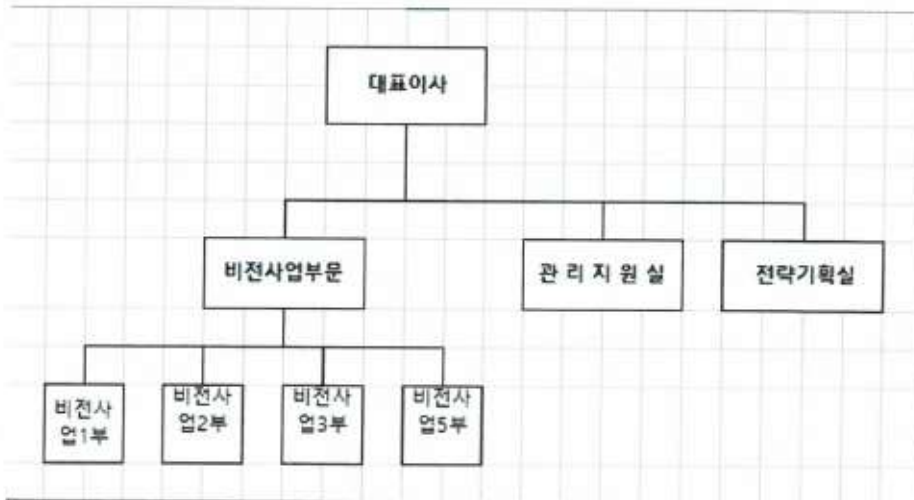 대표이사
비전사업부문
관 리 지 원 실
전략기획실
비전사
업1부
비전사
업2부
비전사
업3부
비전사
업5부